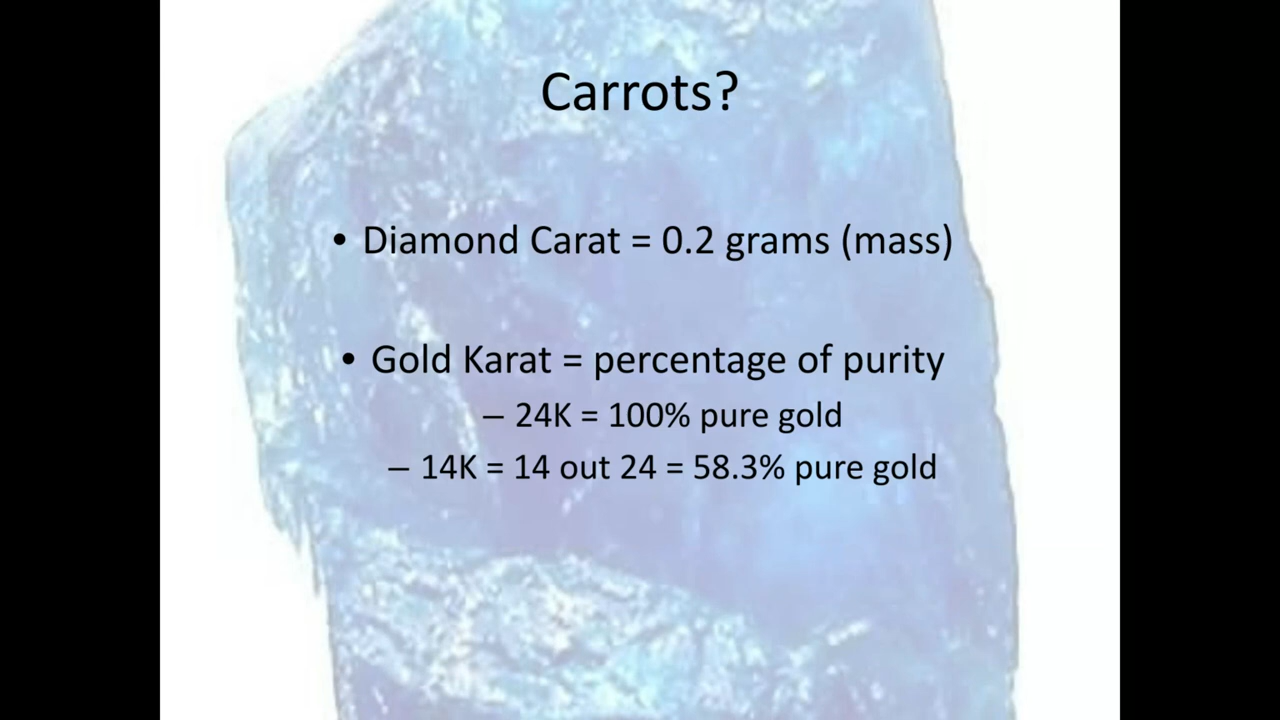 Carrots?
• Diamond Carat = 0.2 grams (mass)
• Gold Karat = percentage of purity
– 24K = 100% pure gold
– 14K = 14 out 24 = 58.3% pure gold